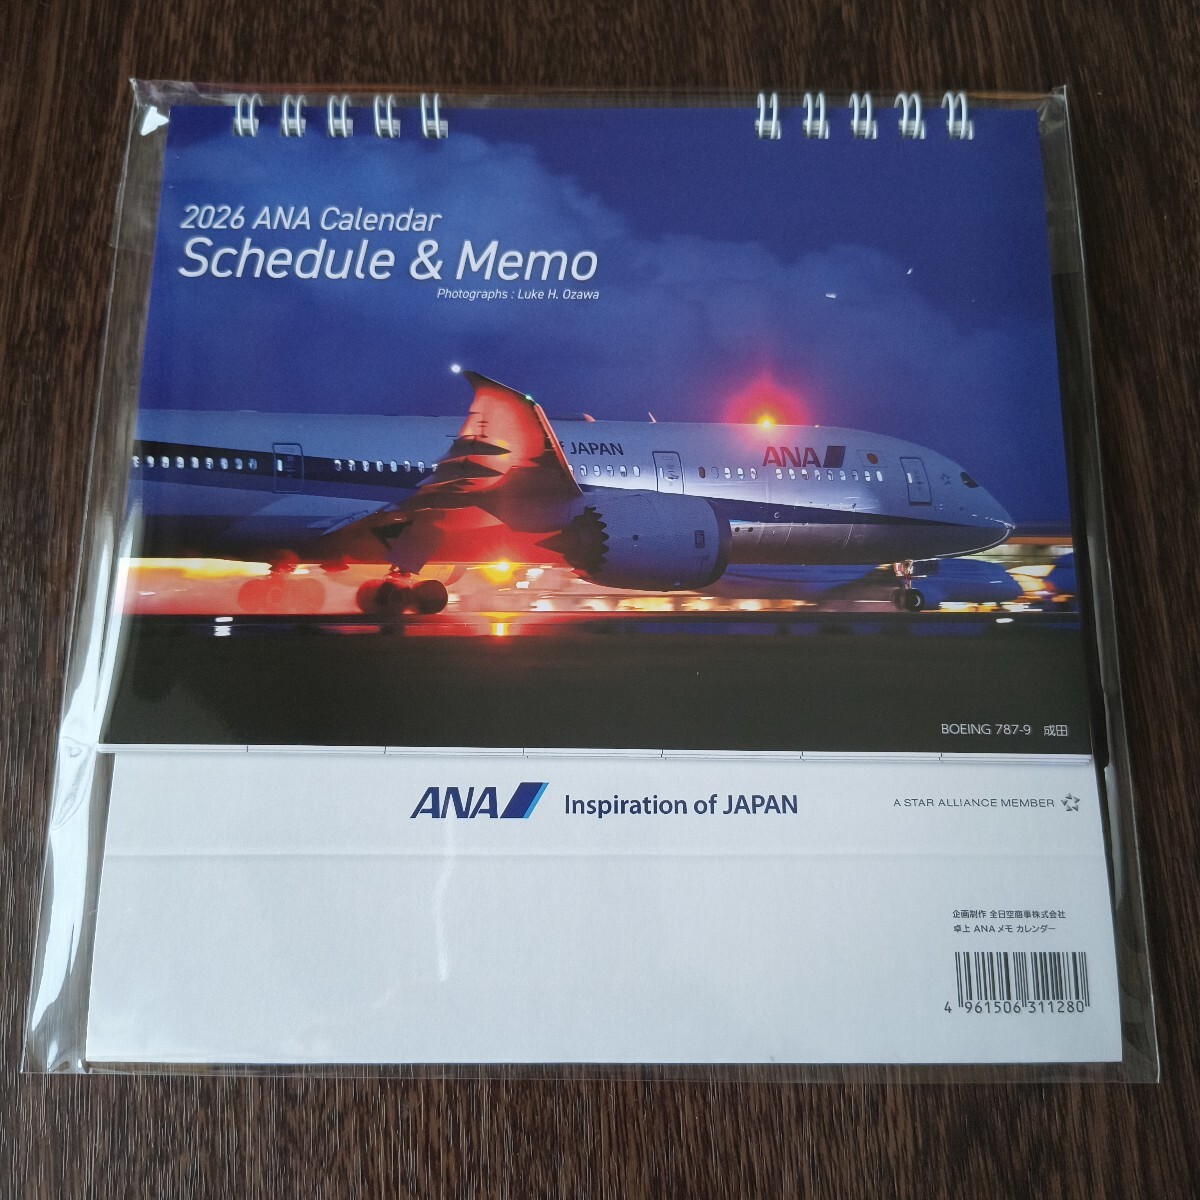 2026 ANA Calendar
Schedule & Memo
Photographs : Luke H. Ozawa
JAPAN
ANA
BOEING 787-9 成田
ANA Inspiration of JAPAN
A STAR ALLIANCE MEMBER
企画制作 全日空商事株式会社
卓上 ANAメモ カレンダー
4 961506 311280